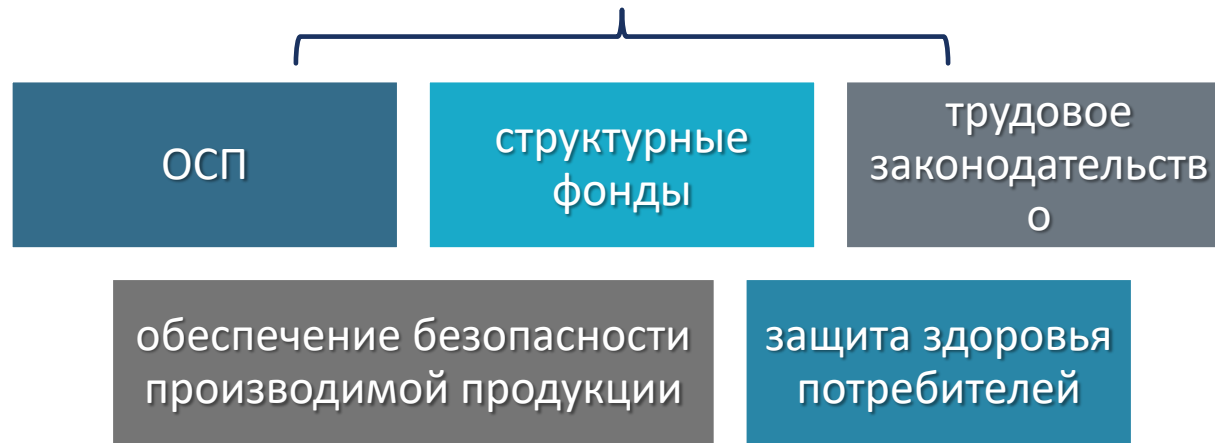 ОСП
структурные
фонды
трудовое
законодательств
о
обеспечение безопасности
производимой продукции
защита здоровья
потребителей